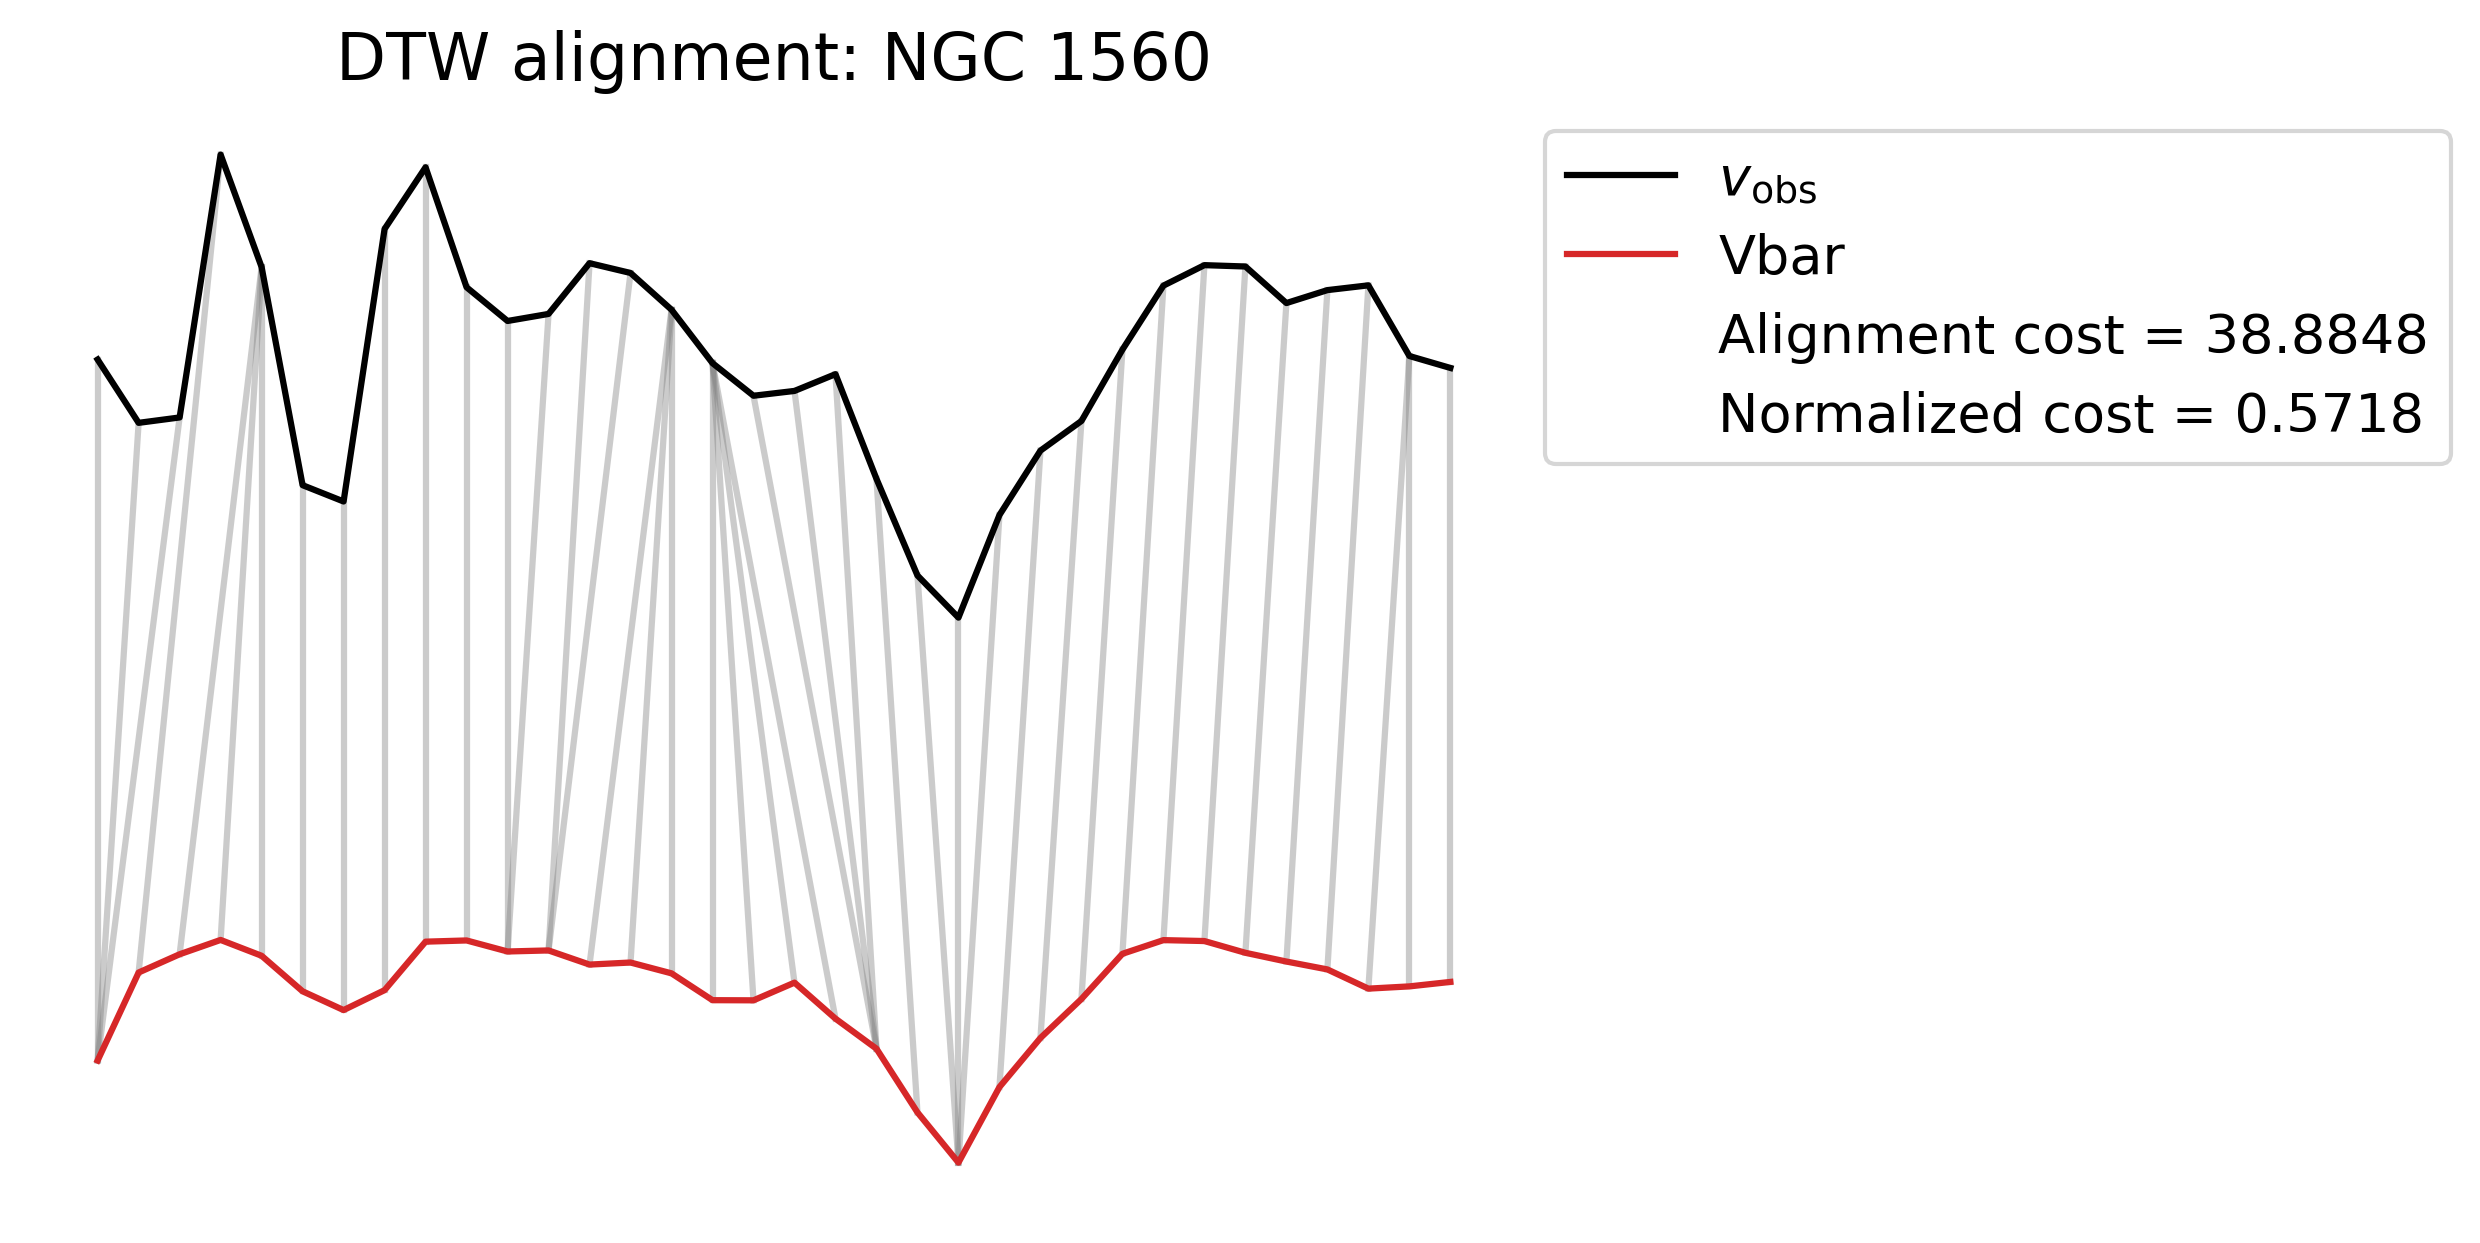 DTW alignment: NGC 1560
v_obs
Vbar
Alignment cost = 38.8848
Normalized cost = 0.5718